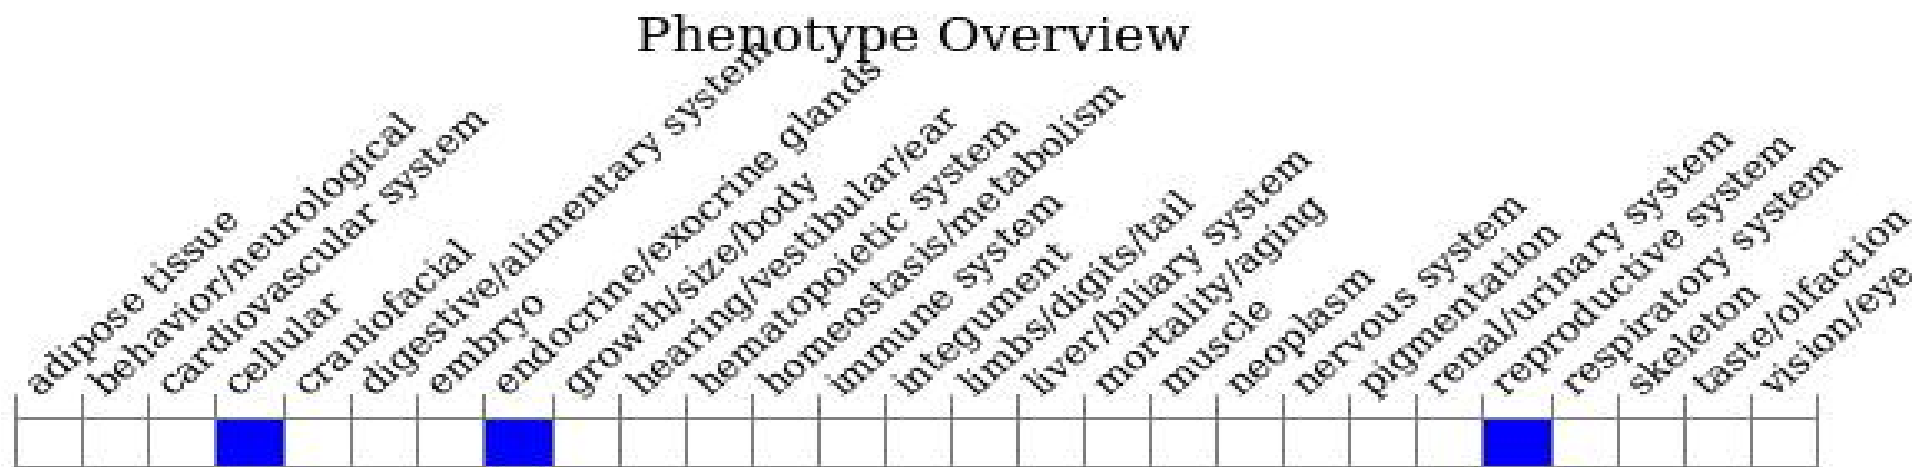 Phenotype Overview
adipose tissue
behavior/neurological
cardiovascular system
cellular
craniofacial
digestive/alimentary system
embryo
endocrine/exocrine glands
growth/size/body
hearing/vestibular/ear
hematopoietic system
homeostasis/metabolism
immune system
integument
limbs/digits/tail
liver/biliary system
mortality/aging
muscle
neoplasm
nervous system
pigmentation
renal/urinary system
reproductive system
respiratory system
skeleton
taste/olfaction
vision/eye